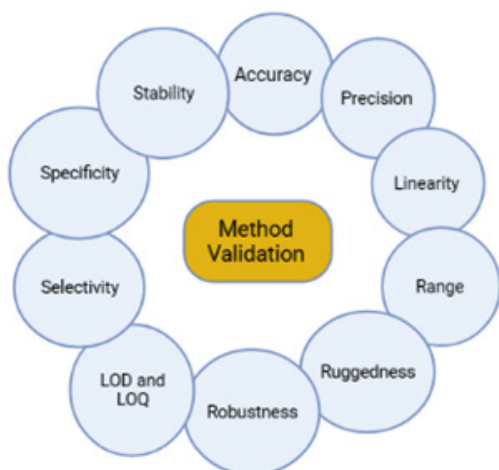 Accuracy
Precision
Linearity
Range
Ruggedness
Robustness
LOD and
LOQ
Selectivity
Specificity
Stability
Method
Validation